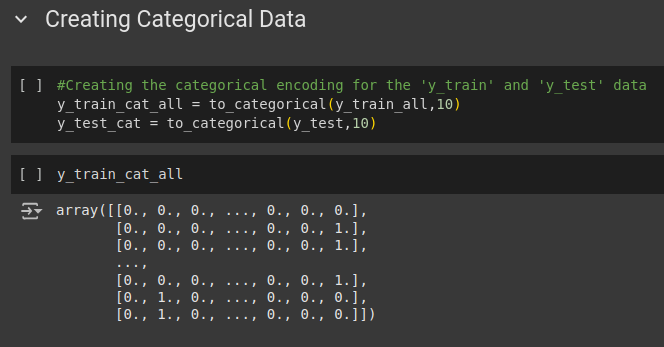 Creating Categorical Data
[ ] #Creating the categorical encoding for the 'y_train' and 'y_test' data
y_train_cat_all = to_categorical(y_train_all,10)
y_test_cat = to_categorical(y_test,10)
[ ] y_train_cat_all
array([[0., 0., 0., ..., 0., 0., 0.],
[0., 0., 0., ..., 0., 0., 1.],
[0., 0., 0., ..., 0., 0., 1.],
...,
[0., 0., 0., ..., 0., 0., 1.],
[0., 1., 0., ..., 0., 0., 0.],
[0., 1., 0., ..., 0., 0., 0.]])